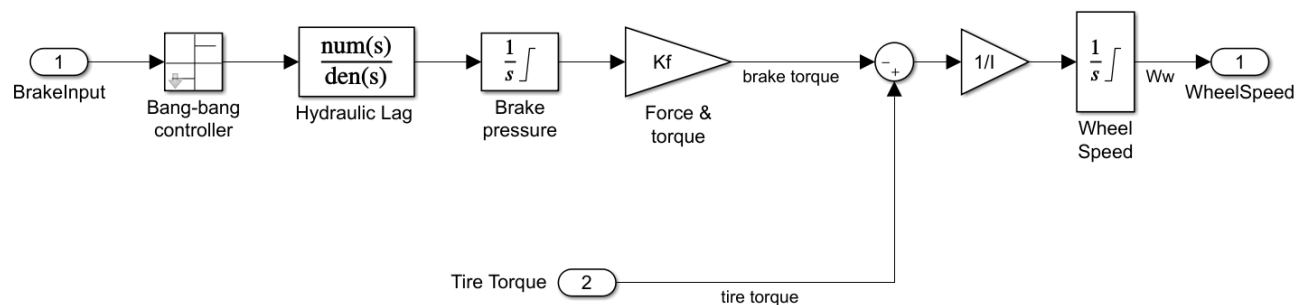 1
BrakeInput
Bang-bang
controller
num(s)
den(s)
Hydraulic Lag
1
s
Brake
pressure
Kf
Force &
torque
brake torque
-
+
1/I
1
s
Wheel
Speed
Ww
1
WheelSpeed
Tire Torque
2
tire torque